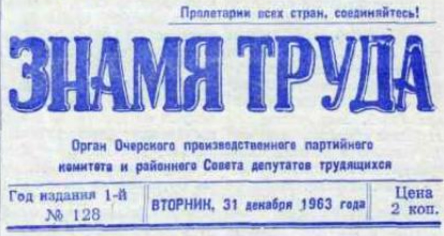 Пролетарии всех стран, соединяйтесь!
ЗНАМЯ ТРУДА
Орган Очерского производственного партийного
комитета и районного Совета депутатов трудящихся
Год издания 1-й
№ 128
ВТОРНИК, 31 декабря 1963 года
Цена
2 коп.